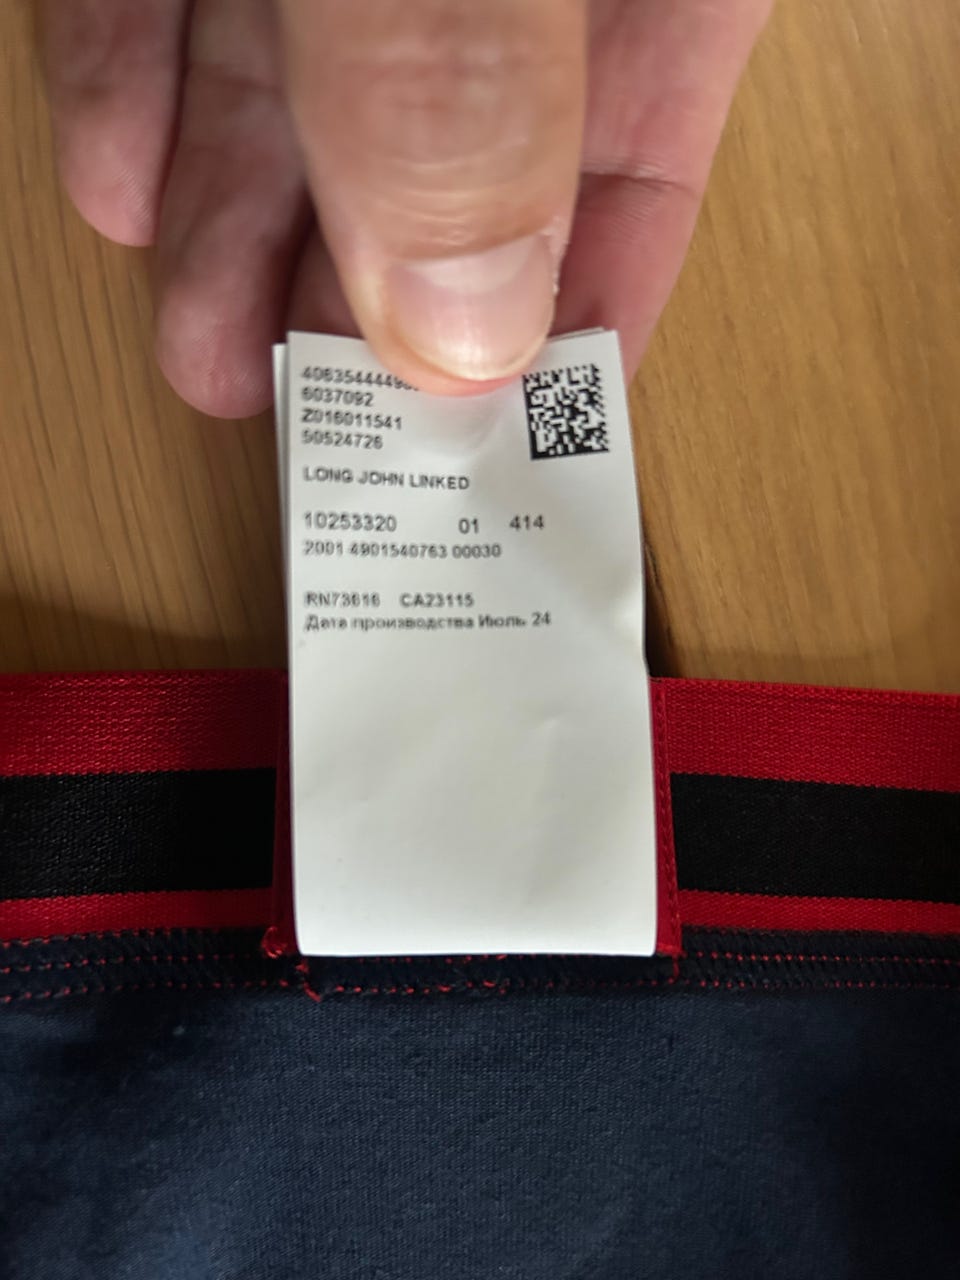 6037092
Z016011541
50524726
LONG JOHN LINKED
10253320 01 414
2001 4901540763 00030
RN73616 CA23115
Дата производства Июль 24